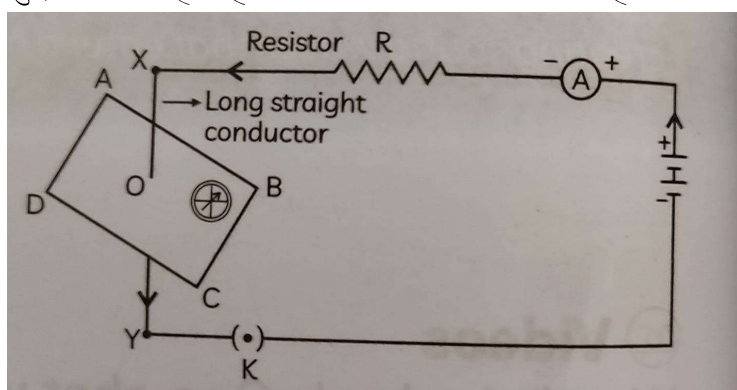 Resistor R
X
- A +
A
Long straight
conductor
+
O
B
D
-
C
Y
(•)
K